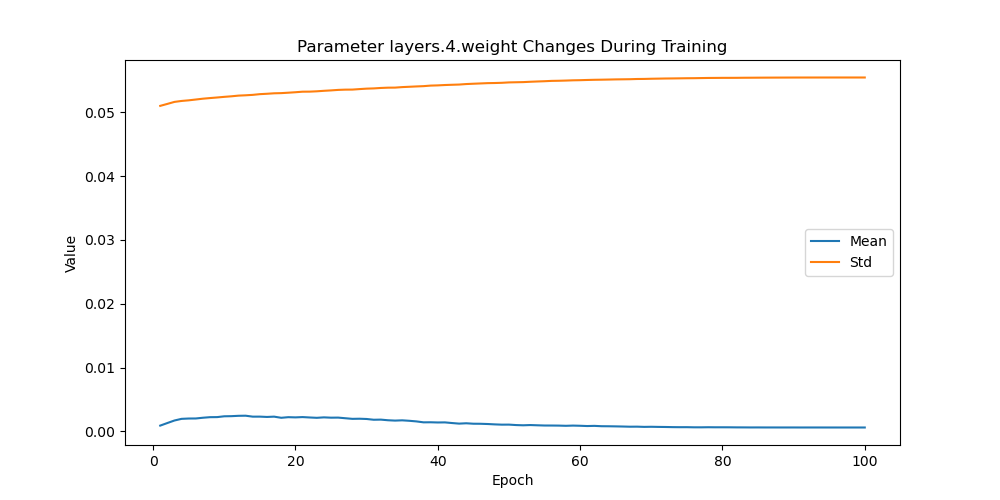 Parameter layers.4.weight Changes During Training
Value
0.05
0.04
0.03
0.02
0.01
0.00
Mean
Std
0
20
40
60
80
100
Epoch